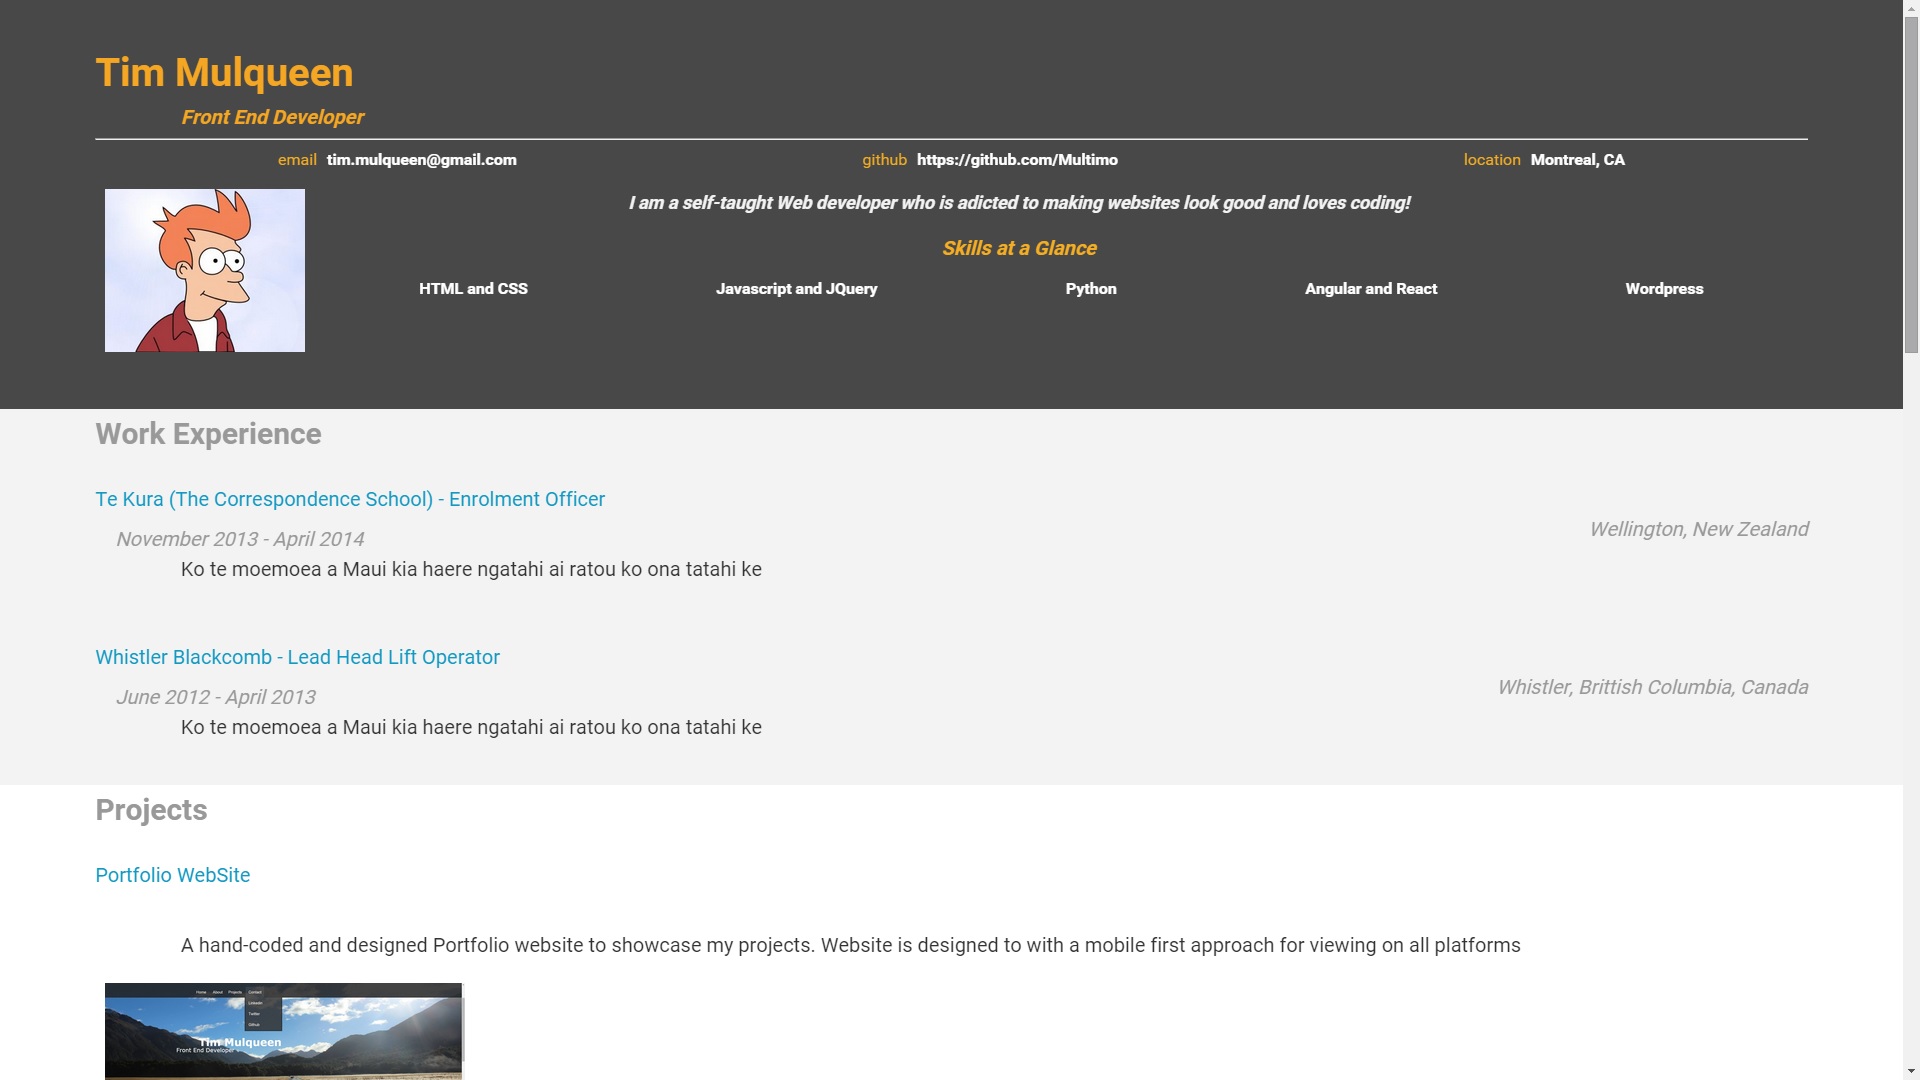 Tim Mulqueen
Front End Developer
email tim.mulqueen@gmail.com github https://github.com/Multimo location Montreal, CA
I am a self-taught Web developer who is adicted to making websites look good and loves coding!
Skills at a Glance
HTML and CSS Javascript and JQuery Python Angular and React Wordpress
Work Experience
Te Kura (The Correspondence School) - Enrolment Officer
Wellington, New Zealand
November 2013 - April 2014
Ko te moemoea a Maui kia haere ngatahi ai ratou ko ona tatahi ke
Whistler Blackcomb - Lead Head Lift Operator
Whistler, Brittish Columbia, Canada
June 2012 - April 2013
Ko te moemoea a Maui kia haere ngatahi ai ratou ko ona tatahi ke
Projects
Portfolio WebSite
A hand-coded and designed Portfolio website to showcase my projects. Website is designed to with a mobile first approach for viewing on all platforms
Home About Projects Contact
Linkedin
Twitter
Github
Tim Mulqueen
Front End Developer